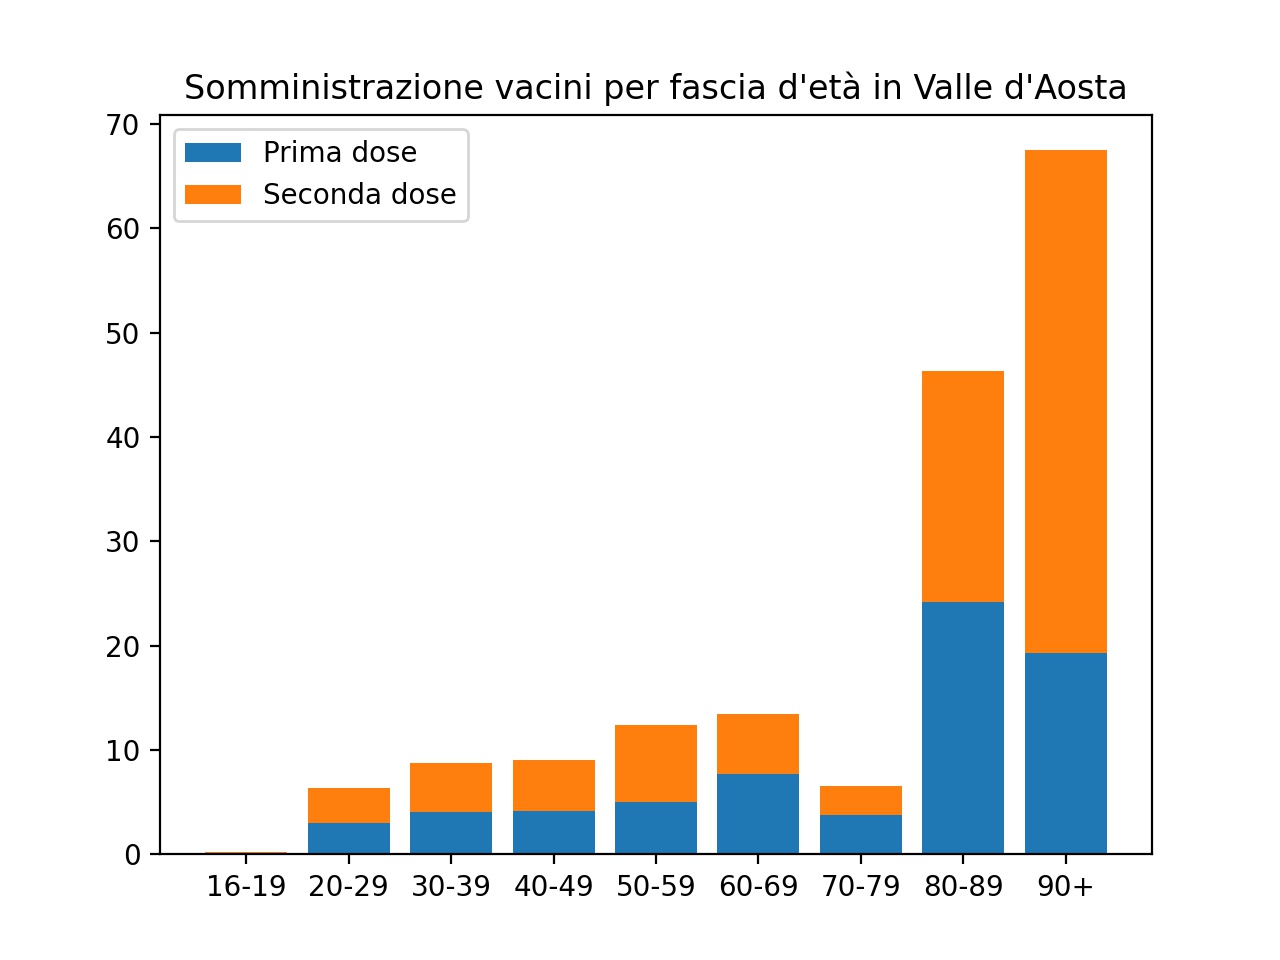 Somministrazione vacini per fascia d'età in Valle d'Aosta
Prima dose
Seconda dose
70
60
50
40
30
20
10
0
16-19 20-29 30-39 40-49 50-59 60-69 70-79 80-89 90+